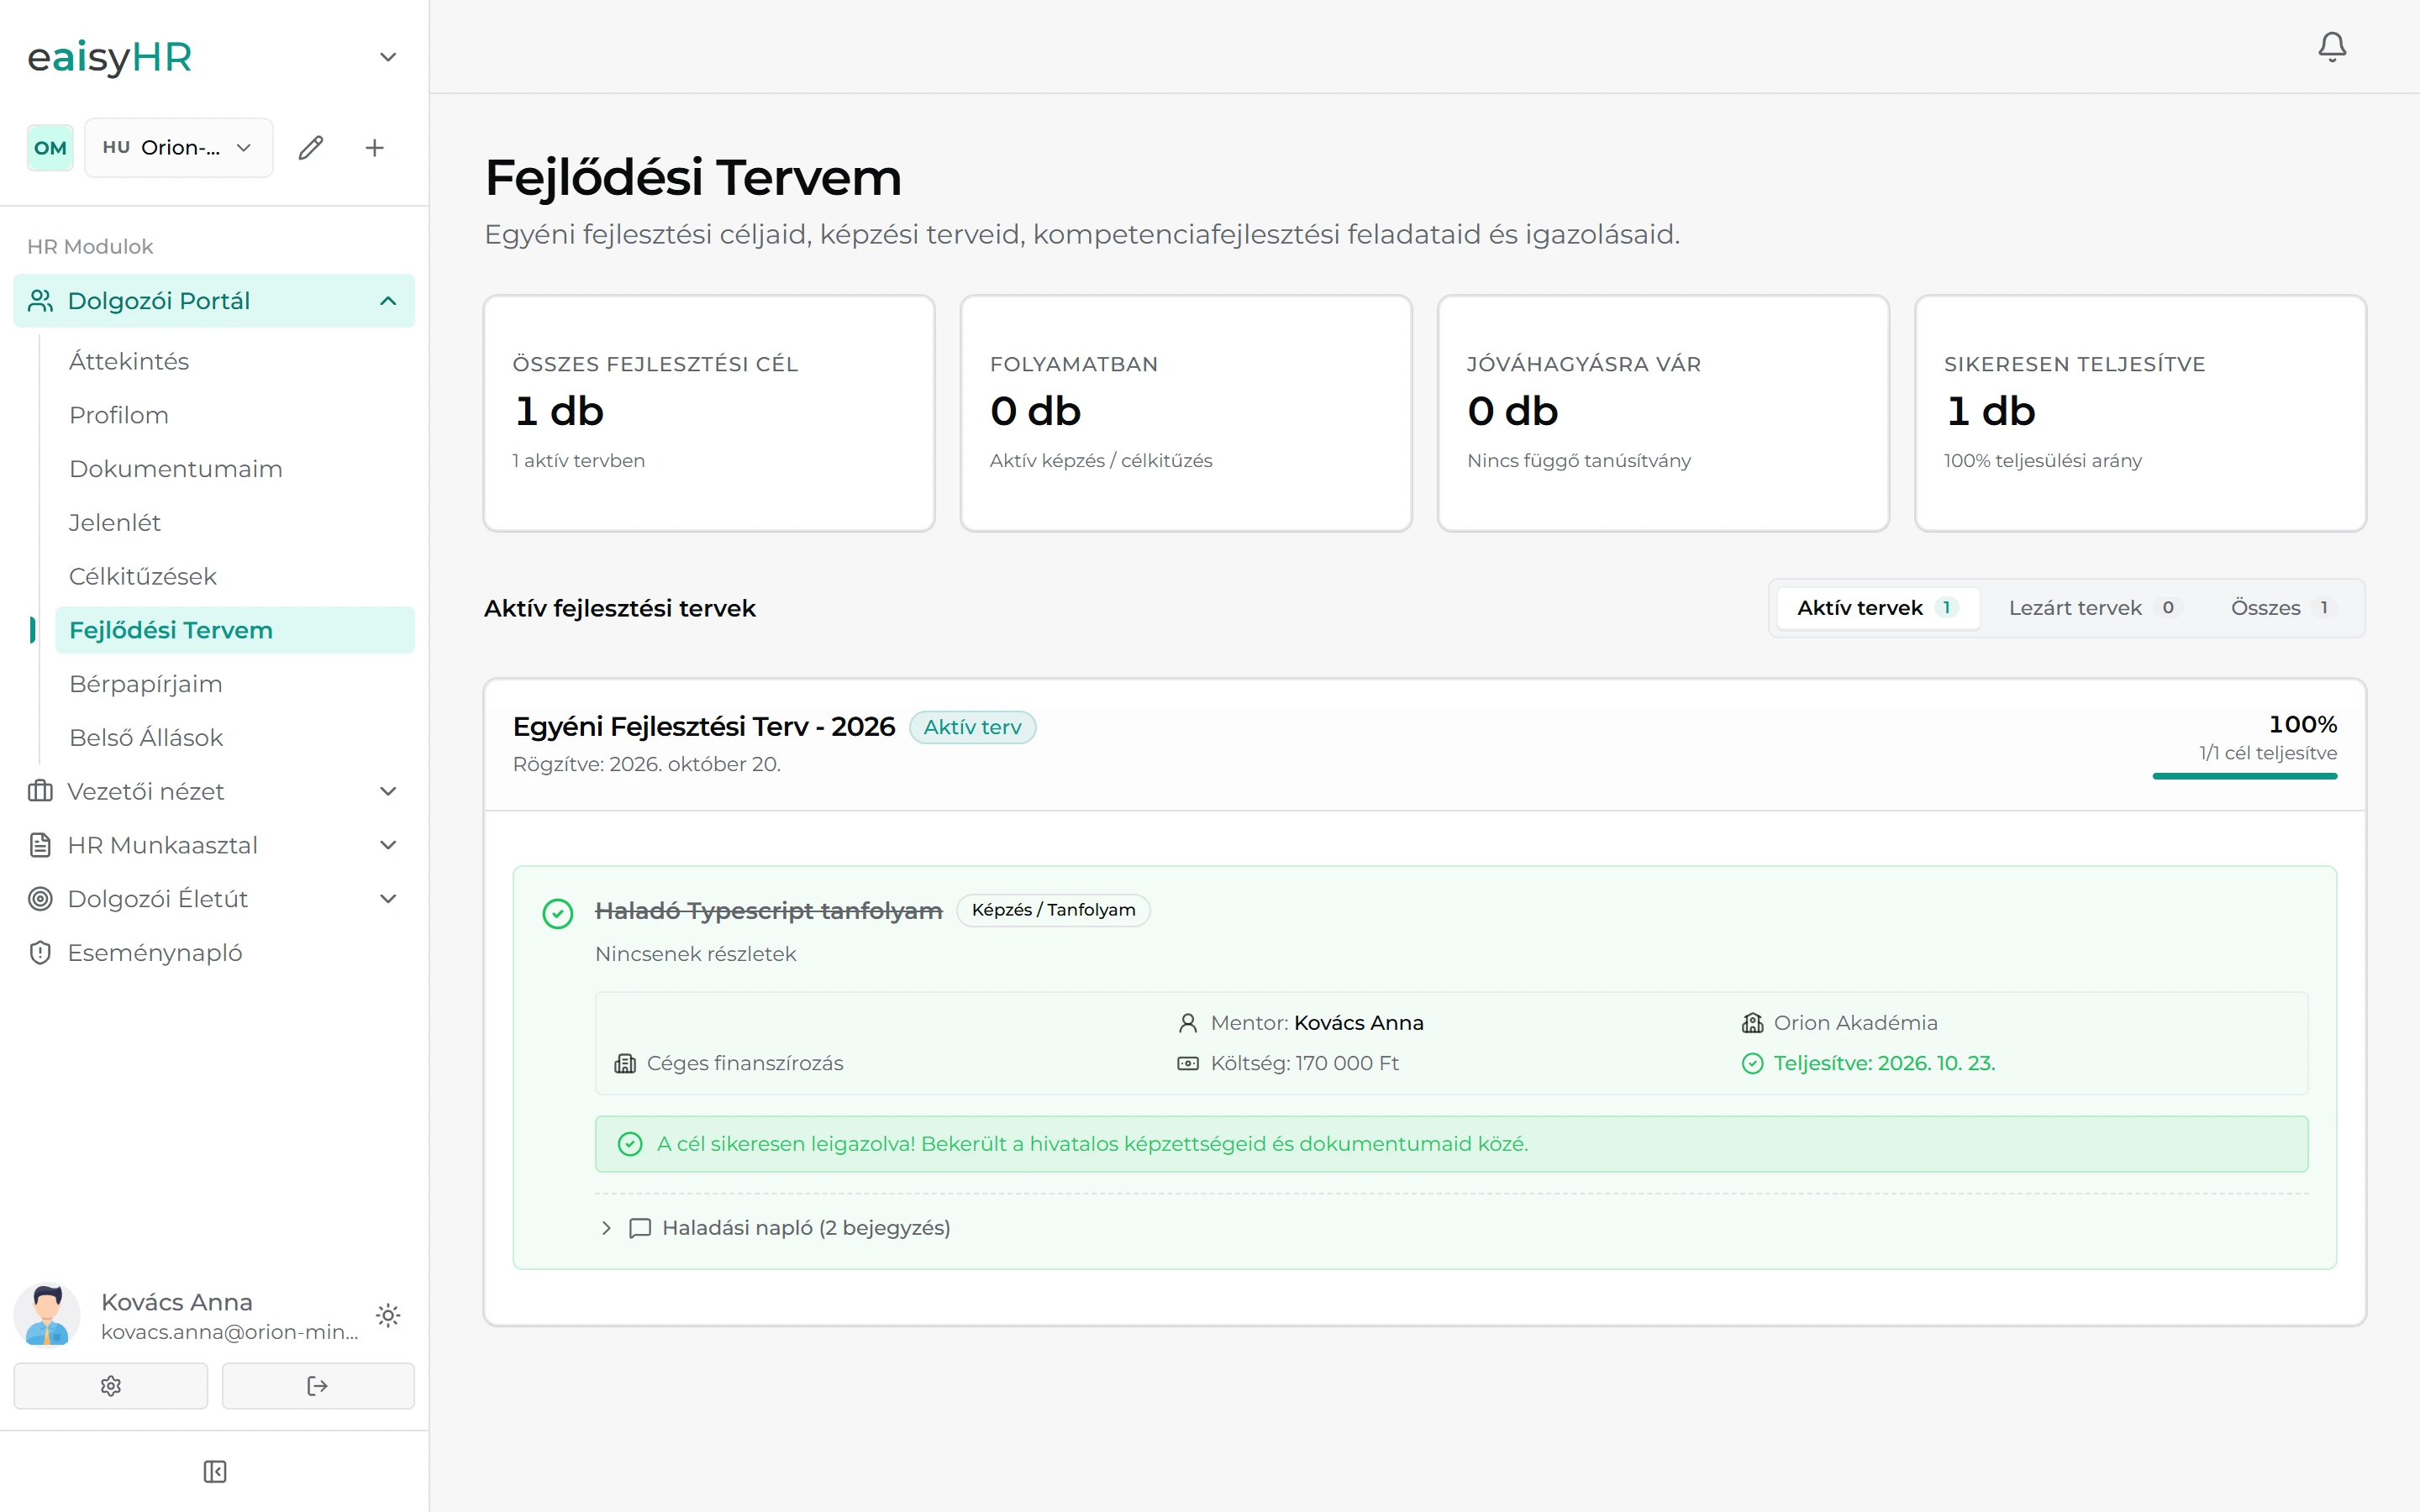 eaisyHR
OM
HU Orion-...
HR Modulok
Dolgozói Portál
Áttekintés
Profilom
Dokumentumaim
Jelenlét
Célkitűzések
Fejlődési Tervem
Bérpapírjaim
Belső Állások
Vezetői nézet
HR Munkaasztal
Dolgozói Életút
Eseménynapló
Kovács Anna
kovacs.anna@orion-min...
Fejlődési Tervem
Egyéni fejlesztési céljaid, képzési terveid, kompetenciafejlesztési feladataid és igazolásaid.
ÖSSZES FEJLESZTÉSI CÉL
1 db
1 aktív tervben
FOLYAMATBAN
0 db
Aktív képzés / célkitűzés
JÓVÁHAGYÁSRA VÁR
0 db
Nincs függő tanúsítvány
SIKERESEN TELJESÍTVE
1 db
100% teljesülési arány
Aktív fejlesztési tervek
Aktív tervek 1 Lezárt tervek 0 Összes 1
Egyéni Fejlesztési Terv - 2026 Aktív terv
Rögzítve: 2026. október 20.
100%
1/1 cél teljesítve
Haladó Typescript tanfolyam Képzés / Tanfolyam
Nincsenek részletek
Mentor: Kovács Anna Orion Akadémia
Céges finanszírozás Költség: 170 000 Ft Teljesítve: 2026. 10. 23.
A cél sikeresen leigazolva! Bekerült a hivatalos képzettségeid és dokumentumaid közé.
Haladási napló (2 bejegyzés)